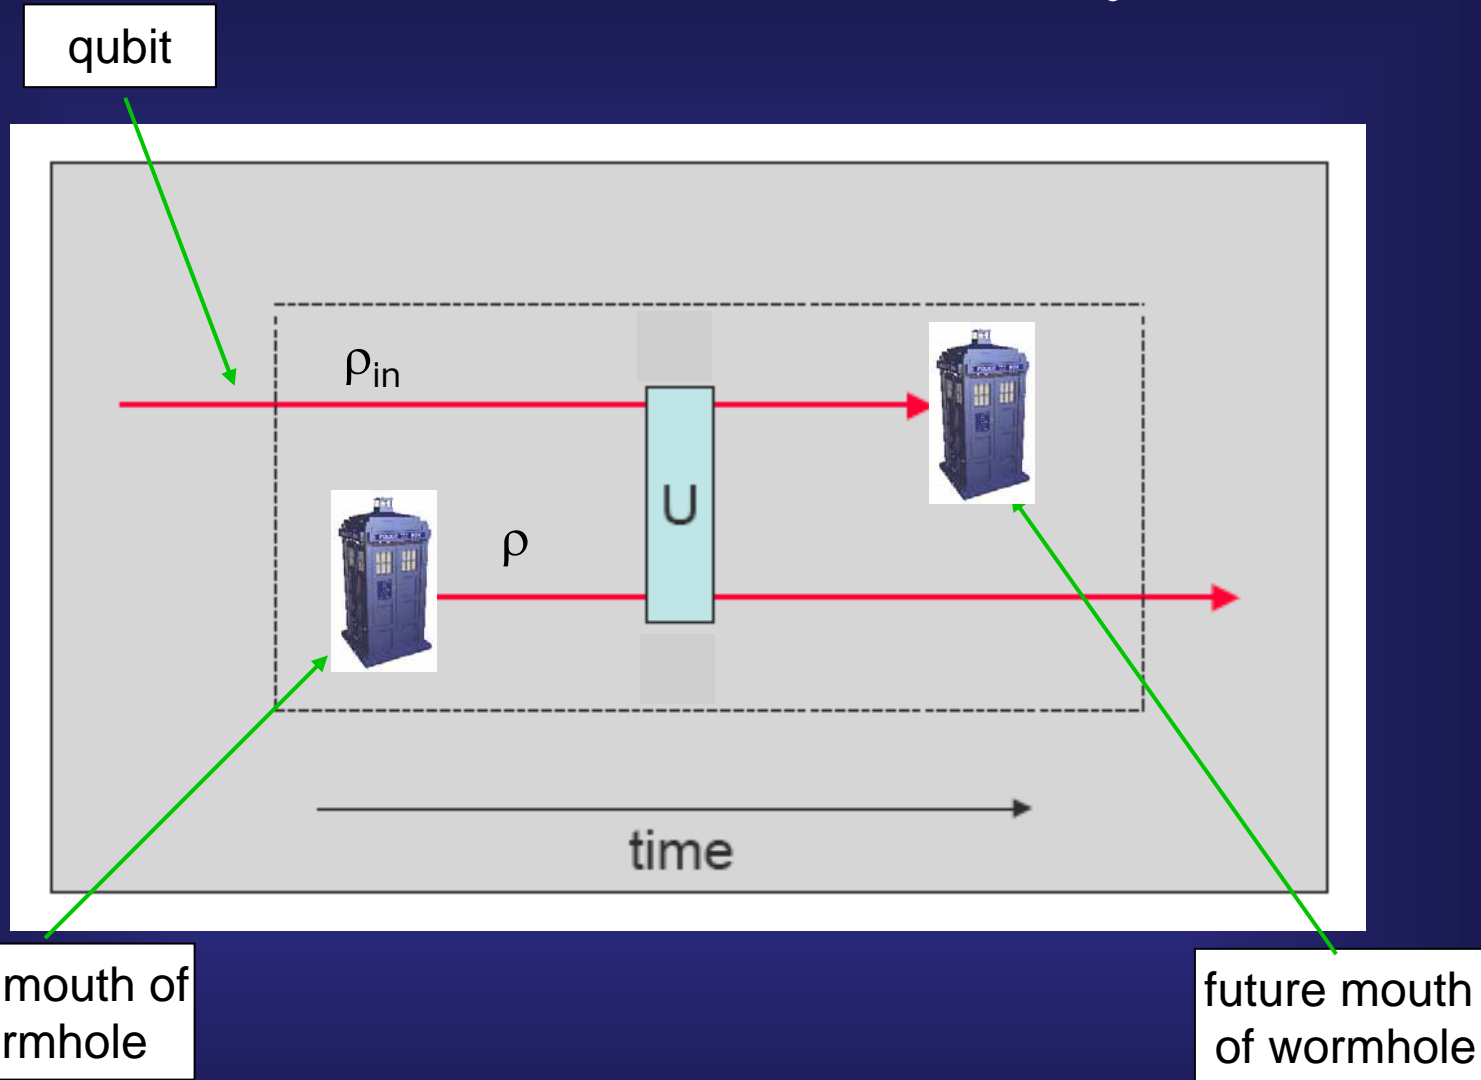 qubit
ρin
ρ
U
time
mouth of
rmhole
future mouth
of wormhole